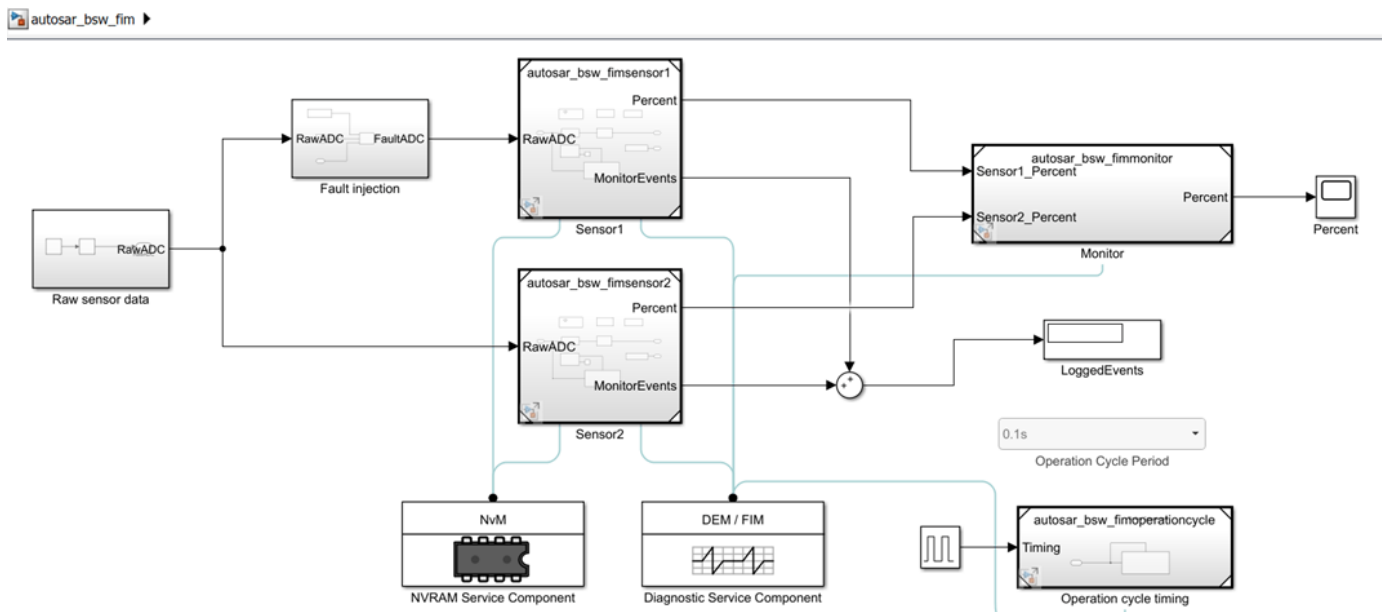 autosar_bsw_fim
autosar_bsw_fimsensor1
Percent
RawADC
MonitorEvents
Sensor1
RawADC
FaultADC
Fault injection
RawADC
Raw sensor data
autosar_bsw_fimmonitor
Sensor1_Percent
Percent
Sensor2_Percent
Monitor
Percent
autosar_bsw_fimsensor2
Percent
RawADC
MonitorEvents
Sensor2
LoggedEvents
0.1s
Operation Cycle Period
NvM
NVRAM Service Component
DEM / FIM
Diagnostic Service Component
autosar_bsw_fimoperationcycle
Timing
Operation cycle timing